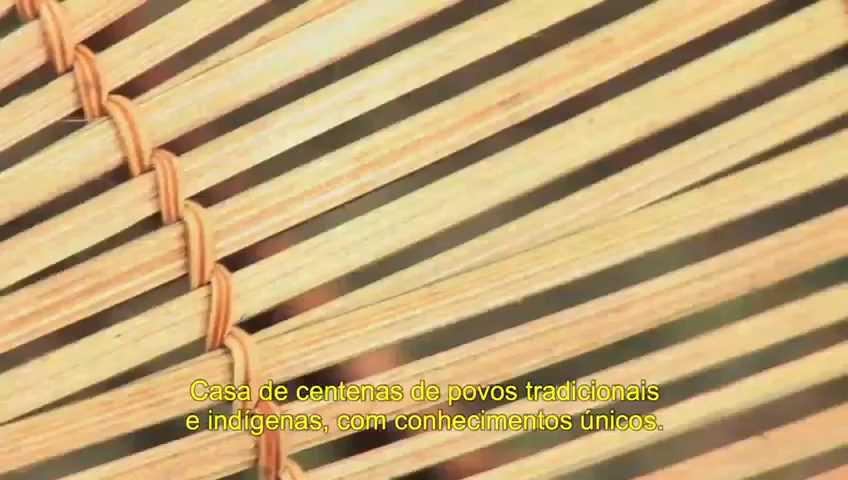 Casa de centenas de povos tradicionais
e indígenas, com conhecimentos únicos.